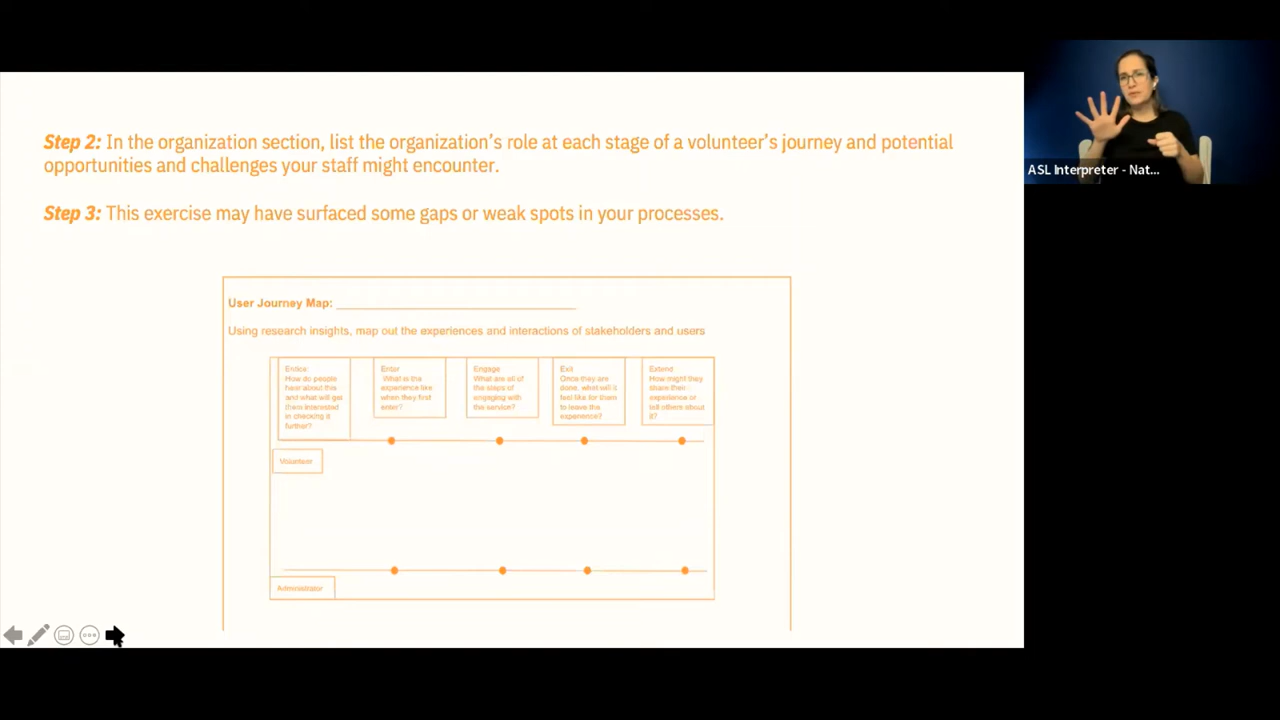 Step 2: In the organization section, list the organization's role at each stage of a volunteer's journey and potential
opportunities and challenges your staff might encounter.
Step 3: This exercise may have surfaced some gaps or weak spots in your processes.
User Journey Map:
Using research insights, map out the experiences and interactions of stakeholders and users
Entice
How do people
hear about this
and what will get
them interested
in checking it
further?
Enter
What is the
experience like
when they first
enter?
Engage
What are all of
the steps of
engaging with
the service?
Exit
Once they are
done, what will it
feel like for them
to leave the
experience?
Extend
How might they
share their
experience or
tell others about
it?
Volunteer
Administrator
ASL Interpreter - Nat...